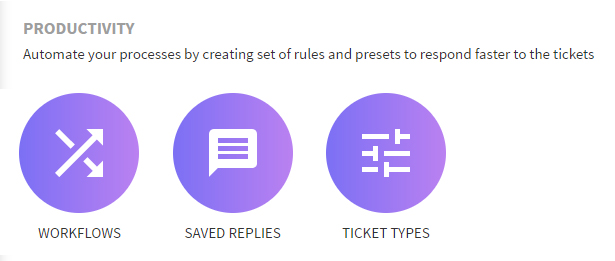 PRODUCTIVITY
Automate your processes by creating set of rules and presets to respond faster to the tickets
WORKFLOWS
SAVED REPLIES
TICKET TYPES